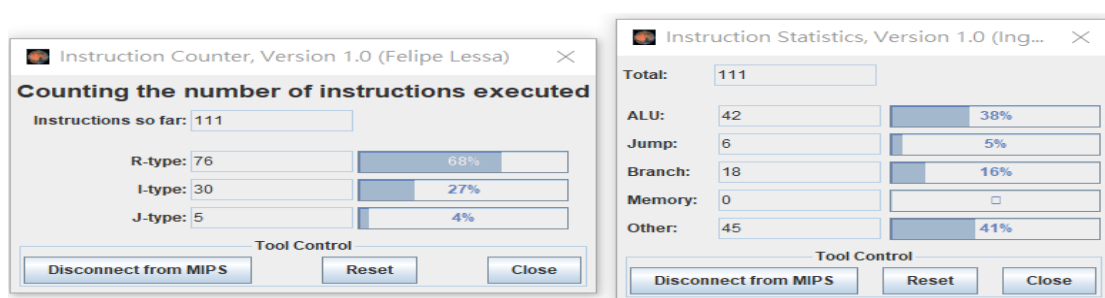 Instruction Counter, Version 1.0 (Felipe Lessa)
Counting the number of instructions executed
Instructions so far: 111
R-type: 76 68%
I-type: 30 27%
J-type: 5 4%
Tool Control
Disconnect from MIPS Reset Close
Instruction Statistics, Version 1.0 (Ing...
Total: 111
ALU: 42 38%
Jump: 6 5%
Branch: 18 16%
Memory: 0 □
Other: 45 41%
Tool Control
Disconnect from MIPS Reset Close